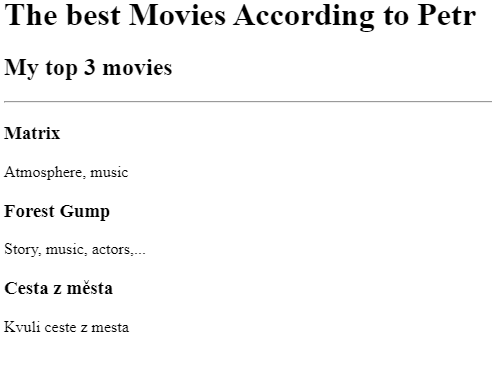 The best Movies According to Petr
My top 3 movies
Matrix
Atmosphere, music
Forest Gump
Story, music, actors,...
Cesta z města
Kvuli ceste z mesta